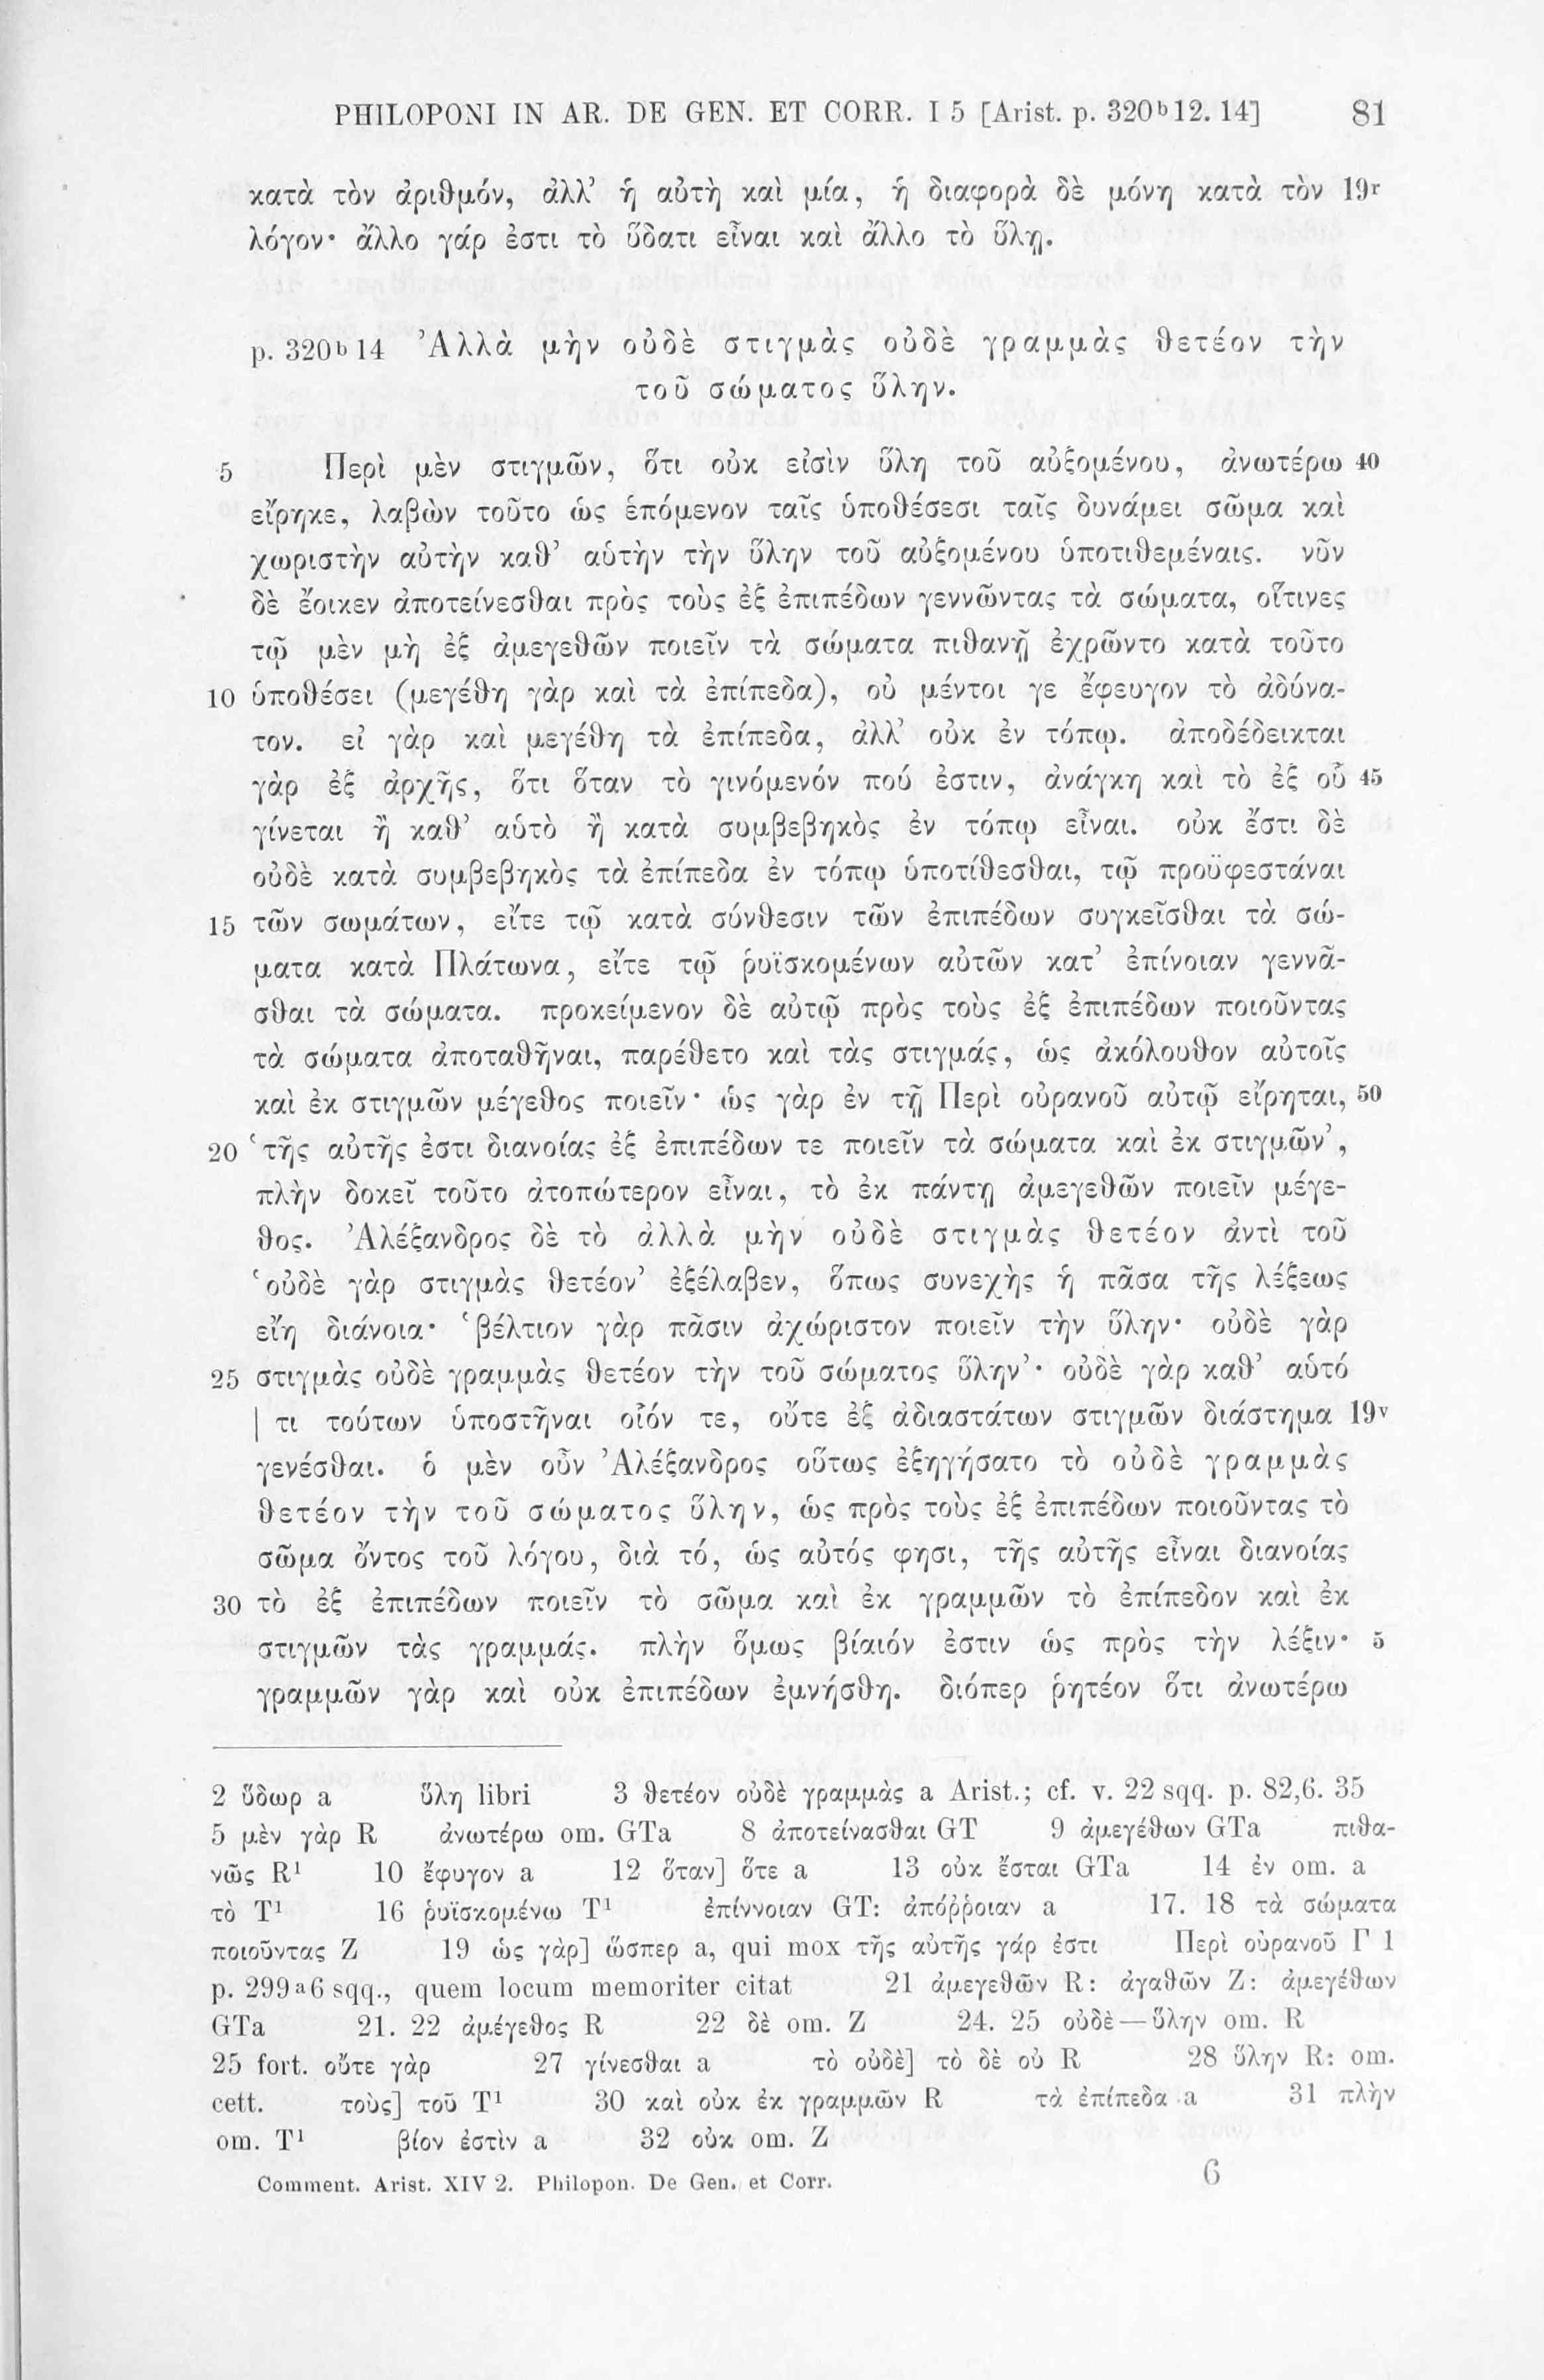 PHILOPONI IN AR. DE GEN. ET CORR. I 5 [Arist. p. 320ᵇ12. 14] 81
κατὰ τὸν ἀριθμόν, ἀλλ’ ἡ αὐτὴ καὶ μία, ἡ διαφορὰ δὲ μόνη κατὰ τὸν 19ʳ
λόγον· ἄλλο γάρ ἐστι τὸ ὕδατι εἶναι καὶ ἄλλο τὸ ὕλῃ.
p. 320ᵇ14 Ἀλλὰ μὴν οὐδὲ στιγμὰς οὐδὲ γραμμὰς θετέον τὴν
τοῦ σώματος ὕλην.
5 Περὶ μὲν στιγμῶν, ὅτι οὐκ εἰσὶν ὕλη τοῦ αὐξομένου, ἀνωτέρω 40
εἴρηκε, λαβὼν τοῦτο ὡς ἑπόμενον ταῖς ὑποθέσεσι ταῖς δυνάμει σῶμα καὶ
χωριστὴν αὐτὴν καθ’ αὑτὴν τὴν ὕλην τοῦ αὐξομένου ὑποτιθεμέναις. νῦν
δὲ ἔοικεν ἀποτείνεσθαι πρὸς τοὺς ἐξ ἐπιπέδων γεννῶντας τὰ σώματα, οἵτινες
τῷ μὲν μὴ ἐξ ἀμεγεθῶν ποιεῖν τὰ σώματα πιθανῇ ἐχρῶντο κατὰ τοῦτο
10 ὑποθέσει (μεγέθη γὰρ καὶ τὰ ἐπίπεδα), οὐ μέντοι γε ἔφευγον τὸ ἀδύνα-
τον. εἰ γὰρ καὶ μεγέθη τὰ ἐπίπεδα, ἀλλ’ οὐκ ἐν τόπῳ. ἀποδέδεικται
γὰρ ἐξ ἀρχῆς, ὅτι ὅταν τὸ γινόμενόν πού ἐστιν, ἀνάγκη καὶ τὸ ἐξ οὗ 45
γίνεται ἢ καθ’ αὑτὸ ἢ κατὰ συμβεβηκὸς ἐν τόπῳ εἶναι. οὐκ ἔστι δὲ
οὐδὲ κατὰ συμβεβηκὸς τὰ ἐπίπεδα ἐν τόπῳ ὑποτίθεσθαι, τῷ προϋφεστάναι
15 τῶν σωμάτων, εἴτε τῷ κατὰ σύνθεσιν τῶν ἐπιπέδων συγκεῖσθαι τὰ σώ-
ματα κατὰ Πλάτωνα, εἴτε τῷ ῥυϊσκομένων αὐτῶν κατ’ ἐπίνοιαν γεννᾶ-
σθαι τὰ σώματα. προκείμενον δὲ αὐτῷ πρὸς τοὺς ἐξ ἐπιπέδων ποιοῦντας
τὰ σώματα ἀποταθῆναι, παρέθετο καὶ τὰς στιγμάς, ὡς ἀκόλουθον αὐτοῖς
καὶ ἐκ στιγμῶν μέγεθος ποιεῖν· ὡς γὰρ ἐν τῇ Περὶ οὐρανοῦ αὐτῷ εἴρηται, 50
20 ‘τῆς αὐτῆς ἐστι διανοίας ἐξ ἐπιπέδων τε ποιεῖν τὰ σώματα καὶ ἐκ στιγμῶν’,
πλὴν δοκεῖ τοῦτο ἀτοπώτερον εἶναι, τὸ ἐκ πάντῃ ἀμεγεθῶν ποιεῖν μέγε-
θος. Ἀλέξανδρος δὲ τὸ ἀλλὰ μὴν οὐδὲ στιγμὰς θετέον ἀντὶ τοῦ
‘οὐδὲ γὰρ στιγμὰς θετέον’ ἐξέλαβεν, ὅπως συνεχὴς ἡ πᾶσα τῆς λέξεως
εἴη διάνοια· ‘βέλτιον γὰρ πᾶσιν ἀχώριστον ποιεῖν τὴν ὕλην· οὐδὲ γὰρ
25 στιγμὰς οὐδὲ γραμμὰς θετέον τὴν τοῦ σώματος ὕλην’· οὐδὲ γὰρ καθ’ αὑτό
| τι τούτων ὑποστῆναι οἷόν τε, οὔτε ἐξ ἀδιαστάτων στιγμῶν διάστημα 19ᵛ
γενέσθαι. ὁ μὲν οὖν Ἀλέξανδρος οὕτως ἐξηγήσατο τὸ οὐδὲ γραμμὰς
θετέον τὴν τοῦ σώματος ὕλην, ὡς πρὸς τοὺς ἐξ ἐπιπέδων ποιοῦντας τὸ
σῶμα ὄντος τοῦ λόγου, διὰ τό, ὡς αὐτός φησι, τῆς αὐτῆς εἶναι διανοίας
30 τὸ ἐξ ἐπιπέδων ποιεῖν τὸ σῶμα καὶ ἐκ γραμμῶν τὸ ἐπίπεδον καὶ ἐκ
στιγμῶν τὰς γραμμάς. πλὴν ὅμως βίαιόν ἐστιν ὡς πρὸς τὴν λέξιν· 5
γραμμῶν γὰρ καὶ οὐκ ἐπιπέδων ἐμνήσθη. διόπερ ῥητέον ὅτι ἀνωτέρω
2 ὕδωρ a ὕλη libri 3 θετέον οὐδὲ γραμμὰς a Arist.; cf. v. 22 sqq. p. 82,6. 35
5 μὲν γὰρ R ἀνωτέρω om. GTa 8 ἀποτείνασθαι GT 9 ἀμεγέθων GTa πιθα-
νῶς R¹ 10 ἔφυγον a 12 ὅταν] ὅτε a 13 οὐκ ἔσται GTa 14 ἐν om. a
τὸ T¹ 16 ῥυϊσκομένω T¹ ἐπίννοιαν GT: ἀπόῤῥοιαν a 17. 18 τὰ σώματα
ποιοῦντας Z 19 ὡς γὰρ] ὥσπερ a, qui mox τῆς αὐτῆς γάρ ἐστι Περὶ οὐρανοῦ Γ 1
p. 299ᵃ6 sqq., quem locum memoriter citat 21 ἀμεγεθῶν R: ἀγαθῶν Z: ἀμεγέθων
GTa 21. 22 ἀμέγεθος R 22 δὲ om. Z 24. 25 οὐδὲ—ὕλην om. R
25 fort. οὔτε γὰρ 27 γίνεσθαι a τὸ οὐδὲ] τὸ δὲ οὐ R 28 ὕλην R: om.
cett. τοὺς] τοῦ T¹ 30 καὶ οὐκ ἐκ γραμμῶν R τὰ ἐπίπεδα a 31 πλὴν
om. T¹ βίον ἐστὶν a 32 οὐκ om. Z
Comment. Arist. XIV 2. Philopon. De Gen. et Corr. 6